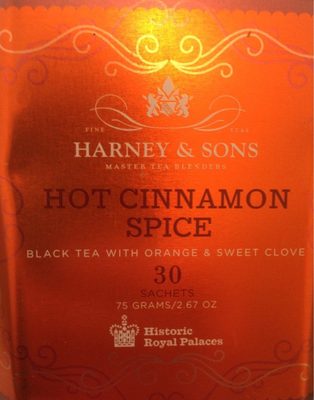 FINE TEAS
HARNEY & SONS
MASTER TEA BLENDERS
HOT CINNAMON
SPICE
BLACK TEA WITH ORANGE & SWEET CLOVE
30
SACHETS
75 GRAMS/2.67 OZ
Historic
Royal Palaces